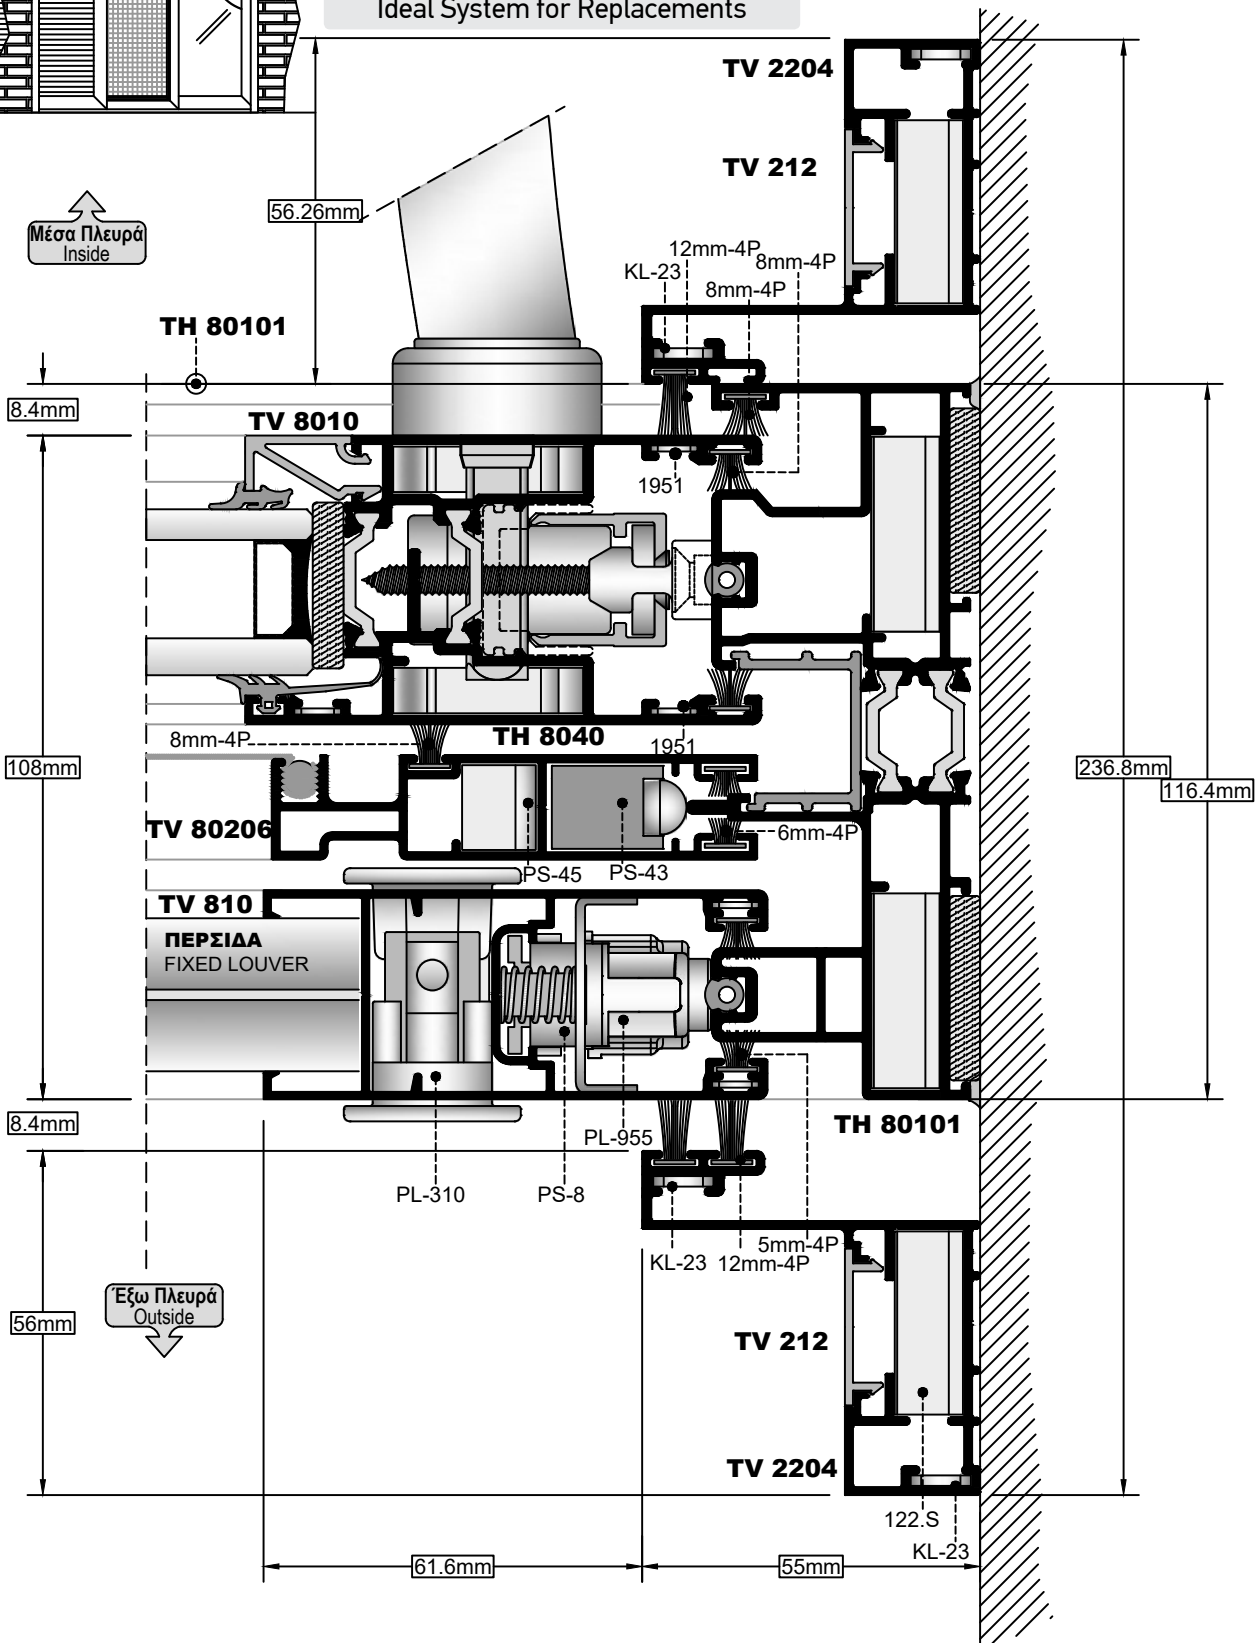 Ideal System for Replacements
TV 2204
TV 212
56.26mm
Μέσα Πλευρά
Inside
12mm-4P
8mm-4P
KL-23
8mm-4P
TH 80101
8.4mm
TV 8010
1951
8mm-4P
TH 8040
1951
108mm
236.8mm
116.4mm
TV 80206
6mm-4P
PS-45
PS-43
TV 810
ΠΕΡΣΙΔΑ
FIXED LOUVER
8.4mm
TH 80101
PL-955
PL-310
PS-8
5mm-4P
KL-23
12mm-4P
Έξω Πλευρά
Outside
56mm
TV 212
TV 2204
122.S
KL-23
61.6mm
55mm